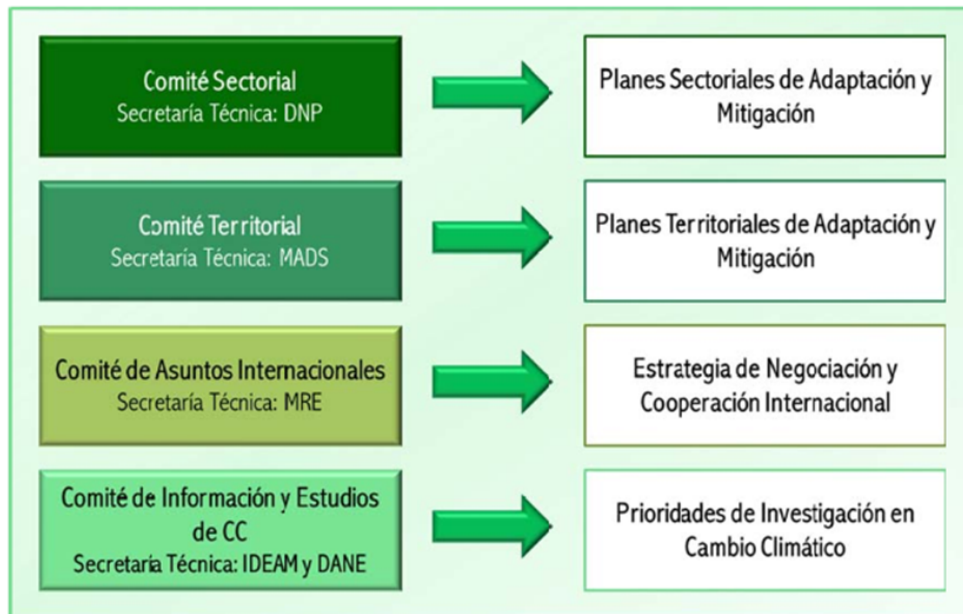 Comité Sectorial
Secretaría Técnica: DNP
Planes Sectoriales de Adaptación y
Mitigación
Comité Territorial
Secretaría Técnica: MADS
Planes Territoriales de Adaptación y
Mitigación
Comité de Asuntos Internacionales
Secretaría Técnica: MRE
Estrategia de Negociación y
Cooperación Internacional
Comité de Información y Estudios
de CC
Secretaría Técnica: IDEAM y DANE
Prioridades de Investigación en
Cambio Climático